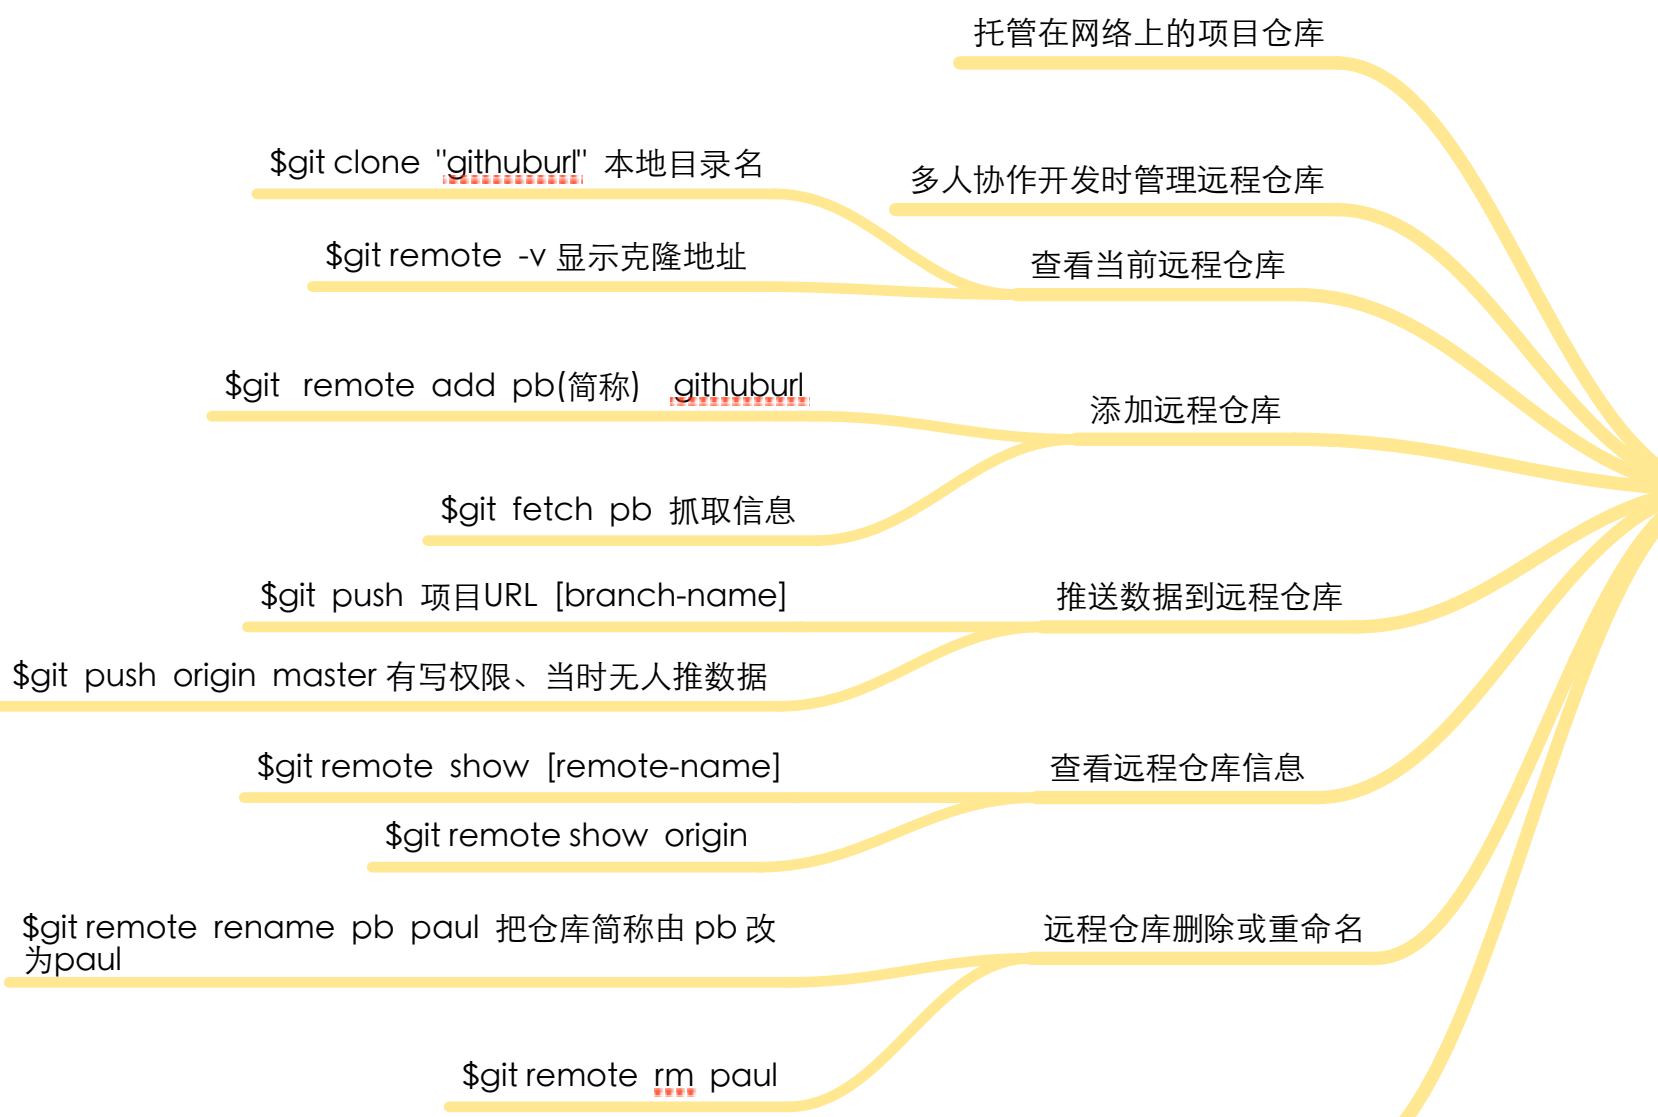 托管在网络上的项目仓库
多人协作开发时管理远程仓库
查看当前远程仓库
$git clone "githuburl" 本地目录名
$git remote -v 显示克隆地址
添加远程仓库
$git remote add pb(简称) githuburl
$git fetch pb 抓取信息
推送数据到远程仓库
$git push 项目URL [branch-name]
$git push origin master 有写权限、当时无人推数据
查看远程仓库信息
$git remote show [remote-name]
$git remote show origin
远程仓库删除或重命名
$git remote rename pb paul 把仓库简称由 pb 改
为paul
$git remote rm paul